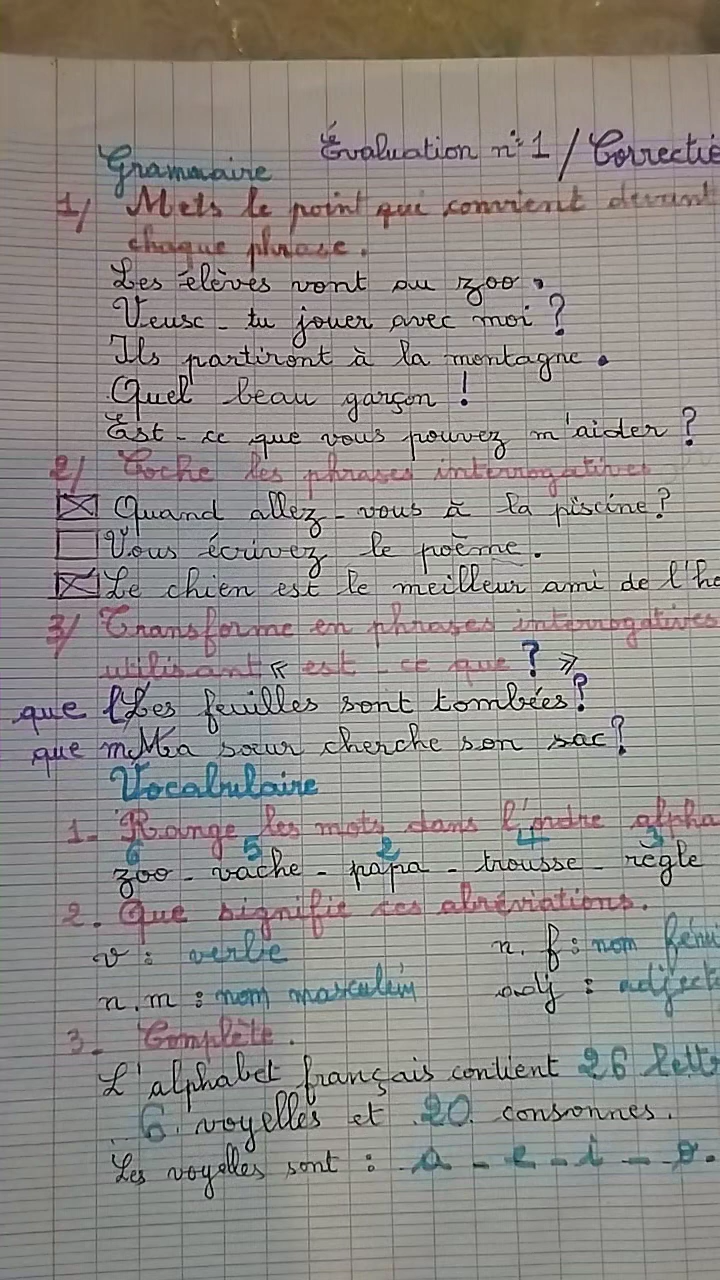 Évaluation n°1 / Correctio
Grammaire
1/ Mets le point qui convient devant
chaque phrase.
Les élèves vont au zoo.
Veux-tu jouer avec moi ?
Ils partiront à la montagne.
Quel beau garçon !
Est-ce que vous pouvez m'aider ?
2/ Coche les phrases interrogatives
Quand allez-vous à la piscine ?
Vous écrivez le poème.
Le chien est le meilleur ami de l'ho
3/ Transforme en phrases interrogatives
utilisant « est-ce que ? »
que l Les feuilles sont tombées ?
que m Ma sœur cherche son sac ?
Vocabulaire
1. Range les mots dans l'ordre alpha
6 5 2 4 3
zoo - vache - papa - trousse - règle
2. Que signifie ces abréviations.
v : verbe n.f : nom fémi
n.m : nom masculin adj : adjecti
3. Complète.
L'alphabet français contient 26 lett
6 voyelles et 20 consonnes.
Les voyelles sont : a - e - i - o.